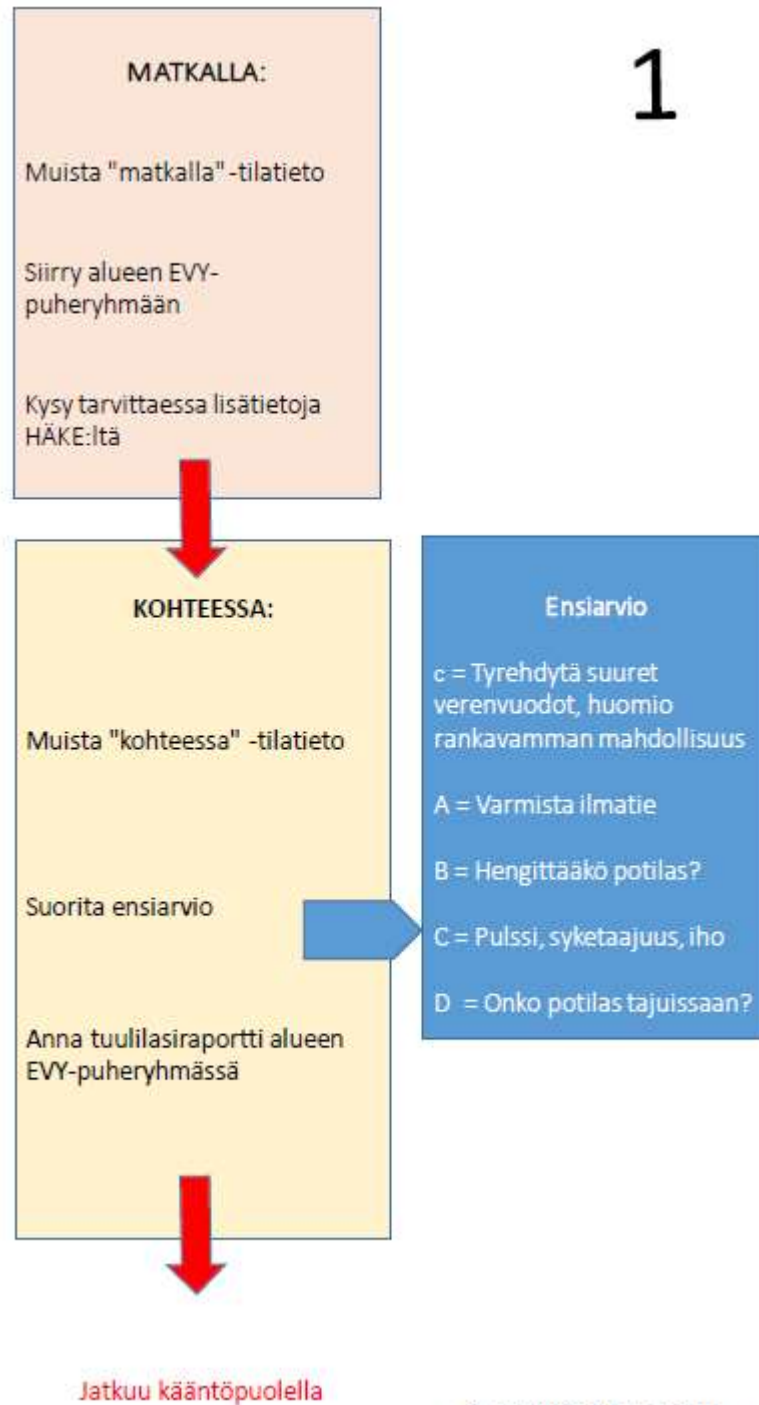 1
MATKALLA:
Muista "matkalla" -tilatieto
Siirry alueen EVY-
puheryhmään
Kysy tarvittaessa lisätietoja
HÄKE:ltä
KOHTEESSA:
Muista "kohteessa" -tilatieto
Suorita ensiarvio
Anna tuulilasiraportti alueen
EVY-puheryhmässä
Ensiarvio
c = Tyrehdytä suuret
verenvuodot, huomio
rankavamman mahdollisuus
A = Varmista ilmatie
B = Hengittääkö potilas?
C = Pulssi, syketaajuus, iho
D = Onko potilas tajuissaan?
Jatkuu kääntöpuolella